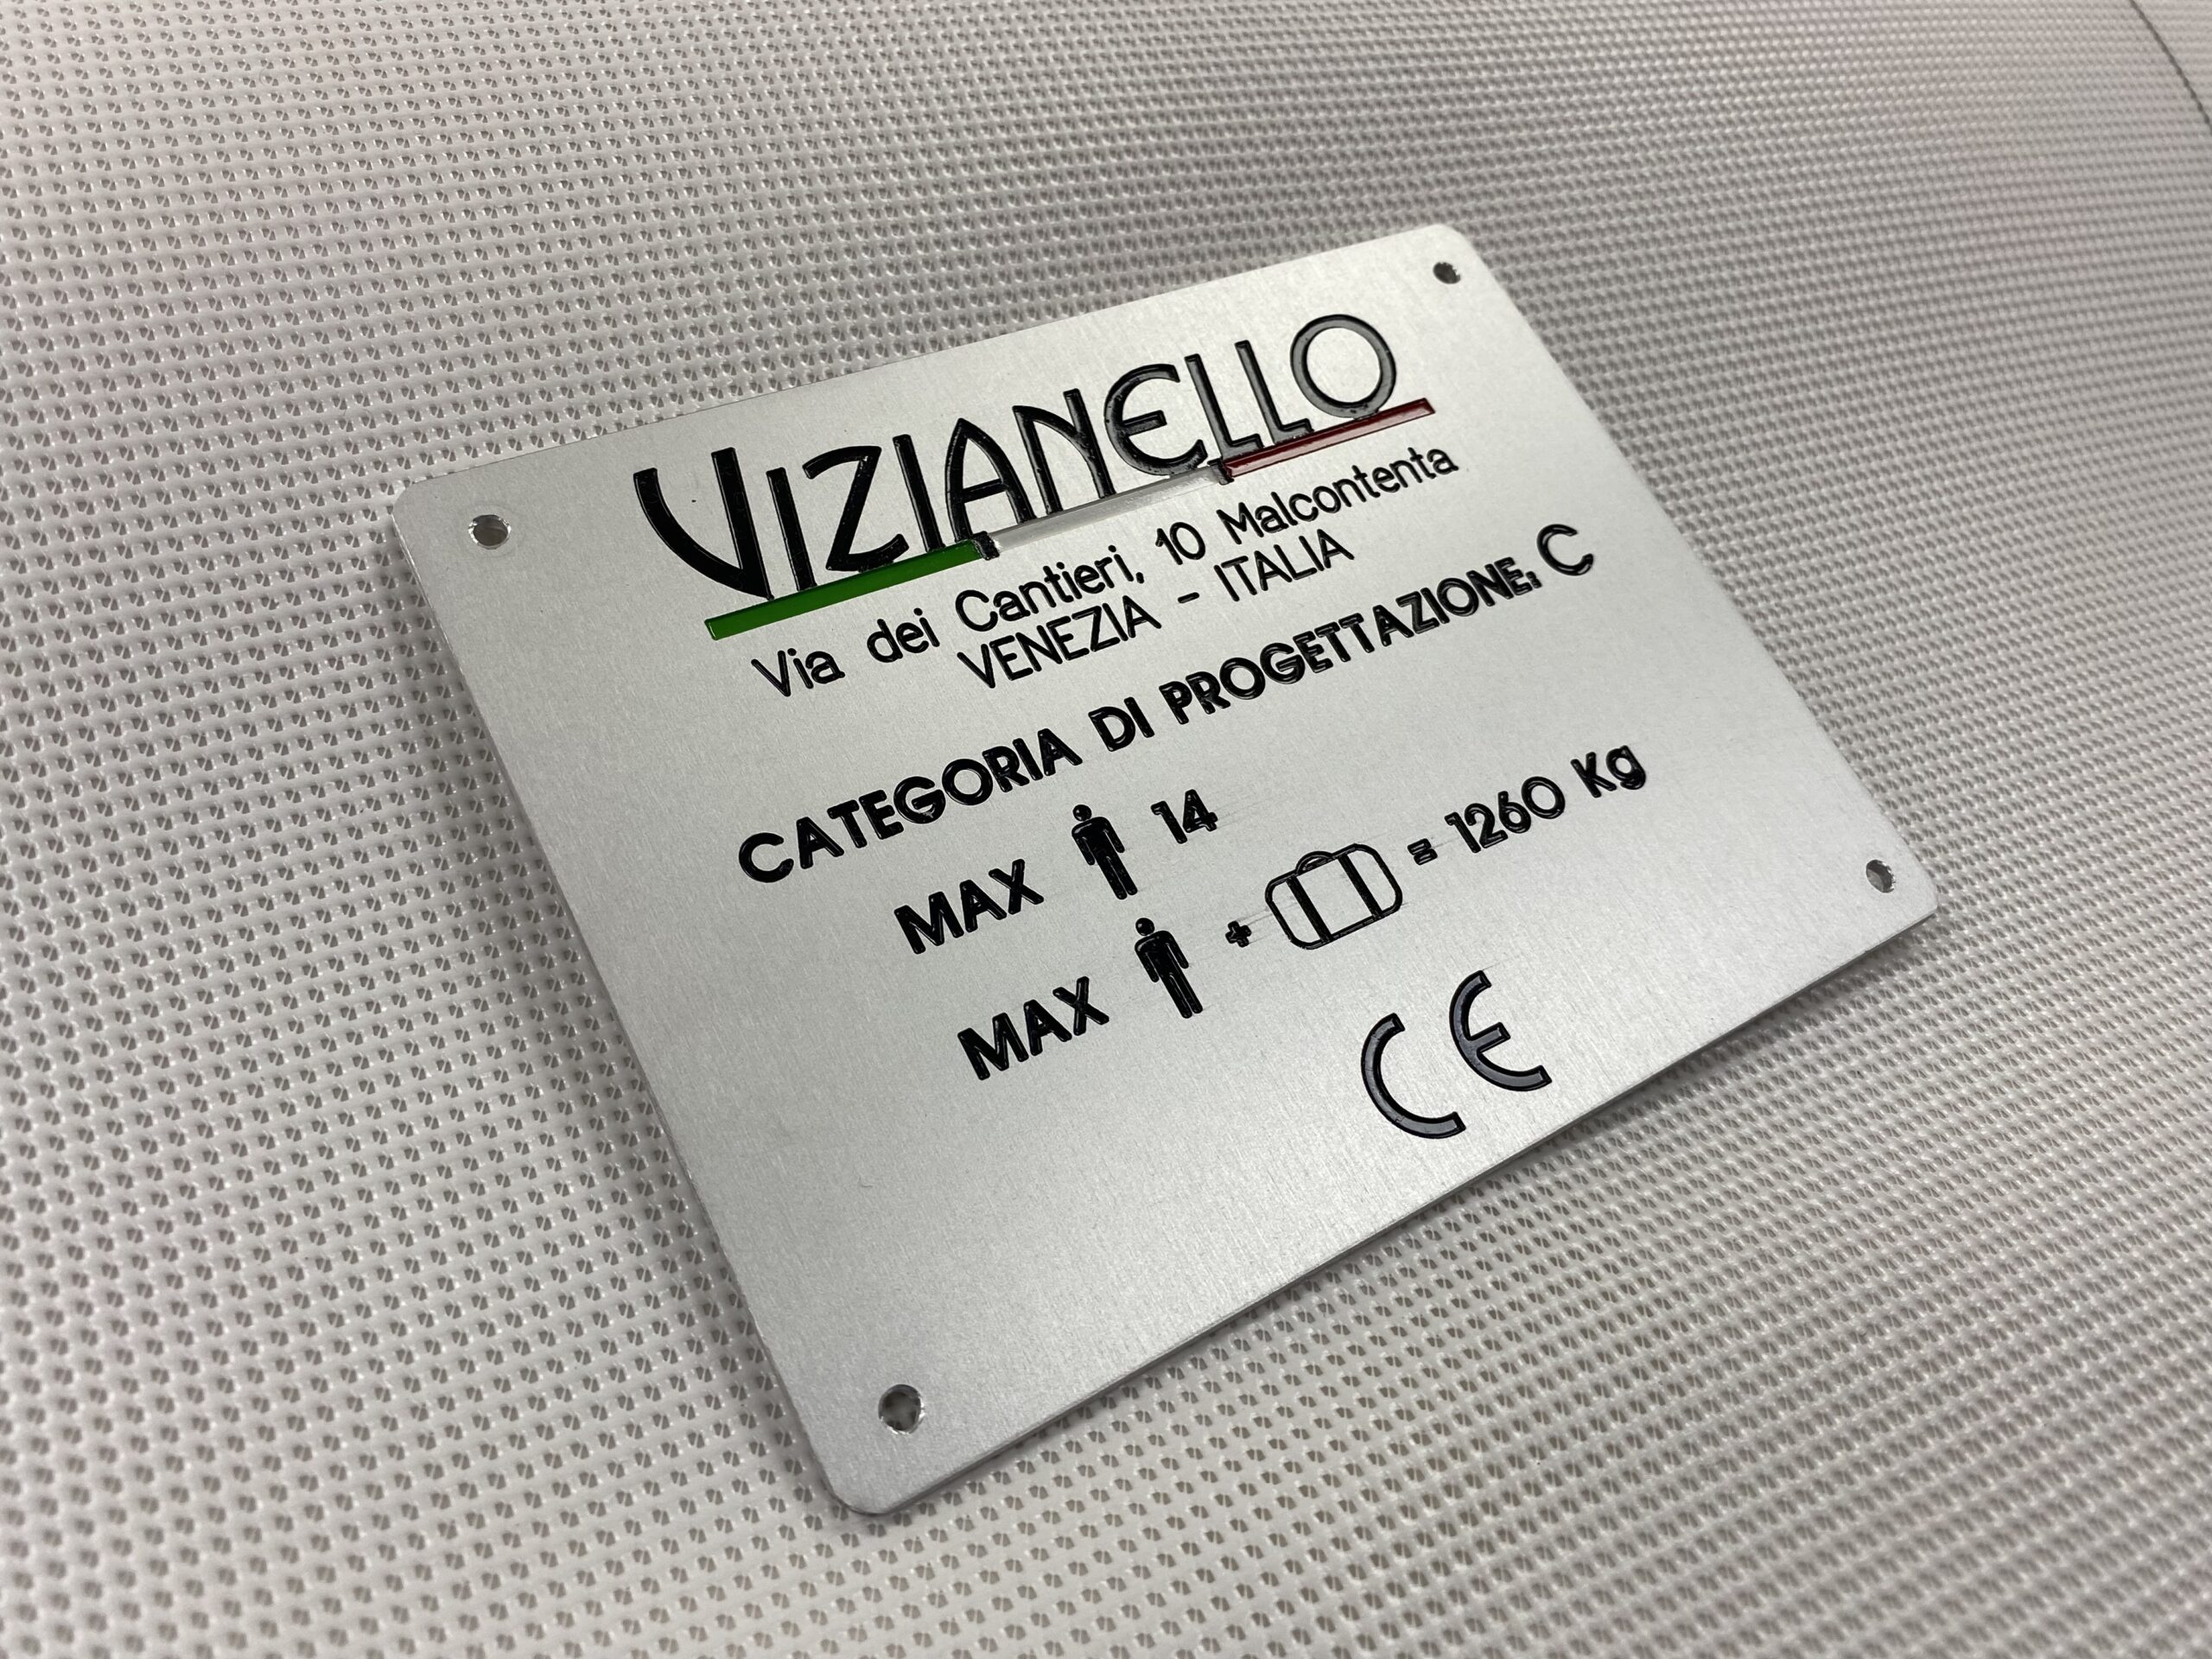 VIZIANELLO
Via dei Cantieri, 10 Malcontenta
VENEZIA - ITALIA
CATEGORIA DI PROGETTAZIONE: C
MAX 14
MAX + = 1260 Kg
CE